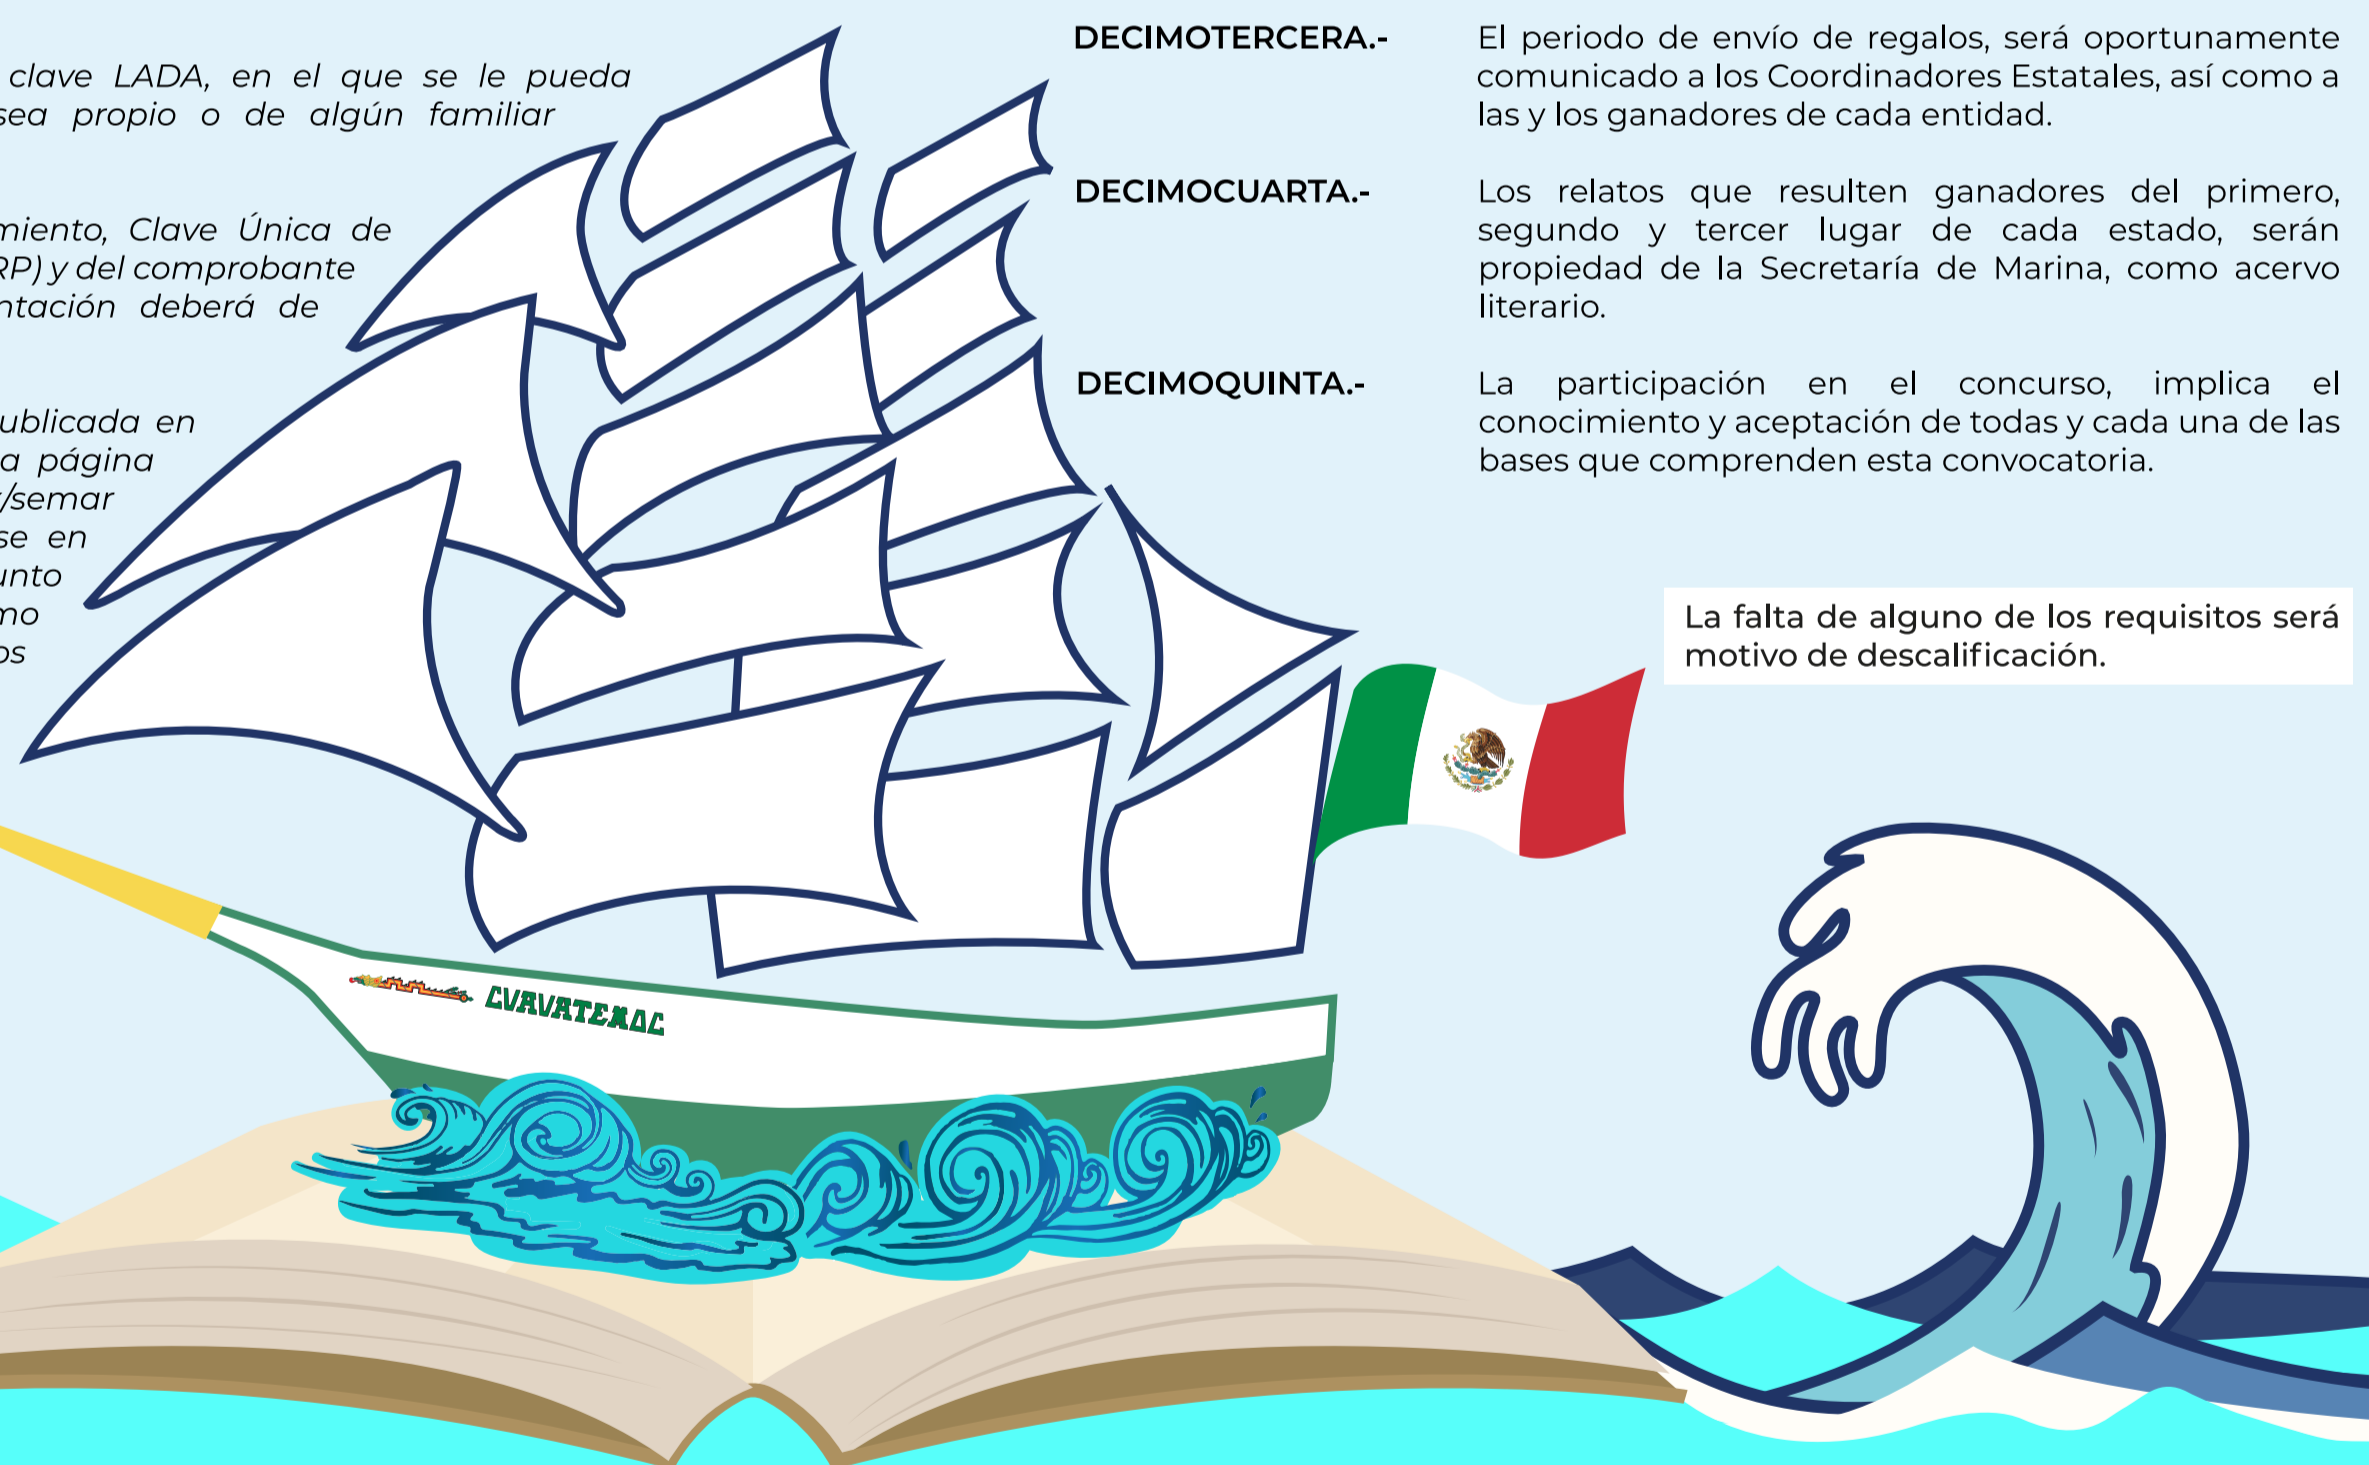 clave LADA, en el que se le pueda
sea propio o de algún familiar
miento, Clave Única de
RP) y del comprobante
ntación deberá de
ublicada en
a página
/semar
se en
unto
mo
os
DECIMOTERCERA.- El periodo de envío de regalos, será oportunamente
comunicado a los Coordinadores Estatales, así como a
las y los ganadores de cada entidad.
DECIMOCUARTA.- Los relatos que resulten ganadores del primero,
segundo y tercer lugar de cada estado, serán
propiedad de la Secretaría de Marina, como acervo
literario.
DECIMOQUINTA.- La participación en el concurso, implica el
conocimiento y aceptación de todas y cada una de las
bases que comprenden esta convocatoria.
La falta de alguno de los requisitos será
motivo de descalificación.
CVAVATEMOC